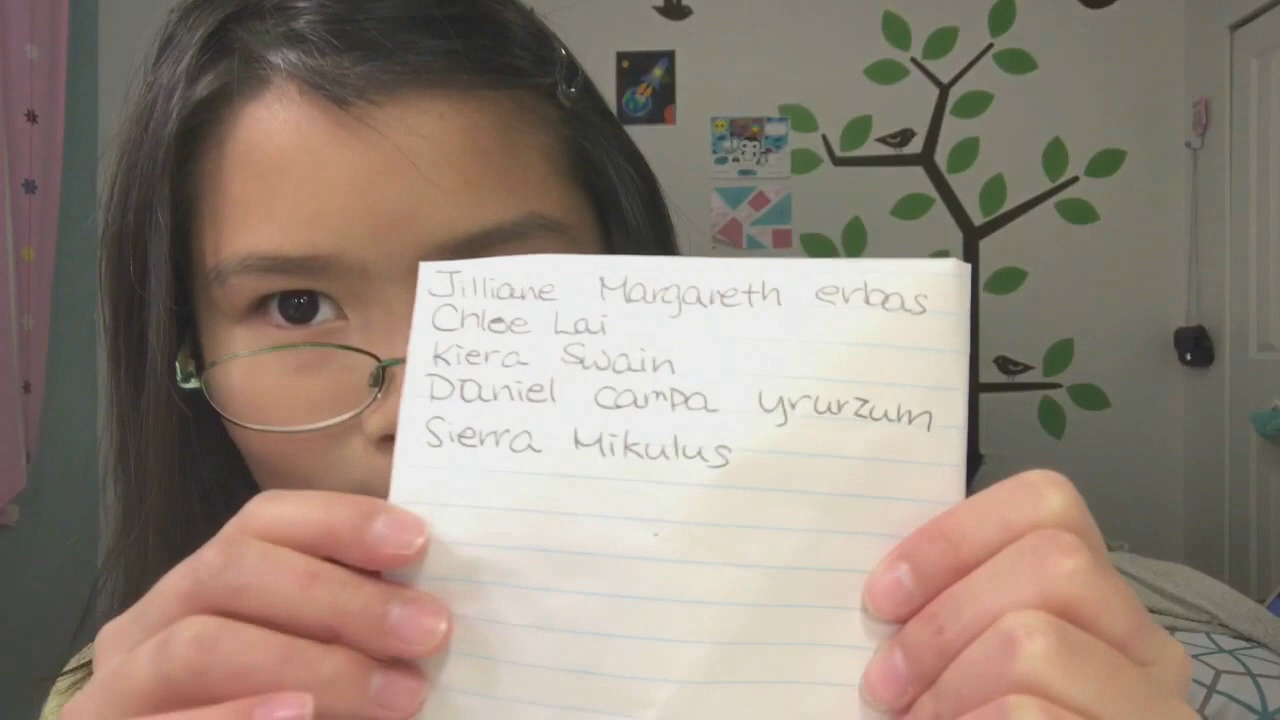 Jilliane Margareth erbas
Chloe Lai
Kiera Swain
Daniel campa yrurzum
Sierra Mikulus